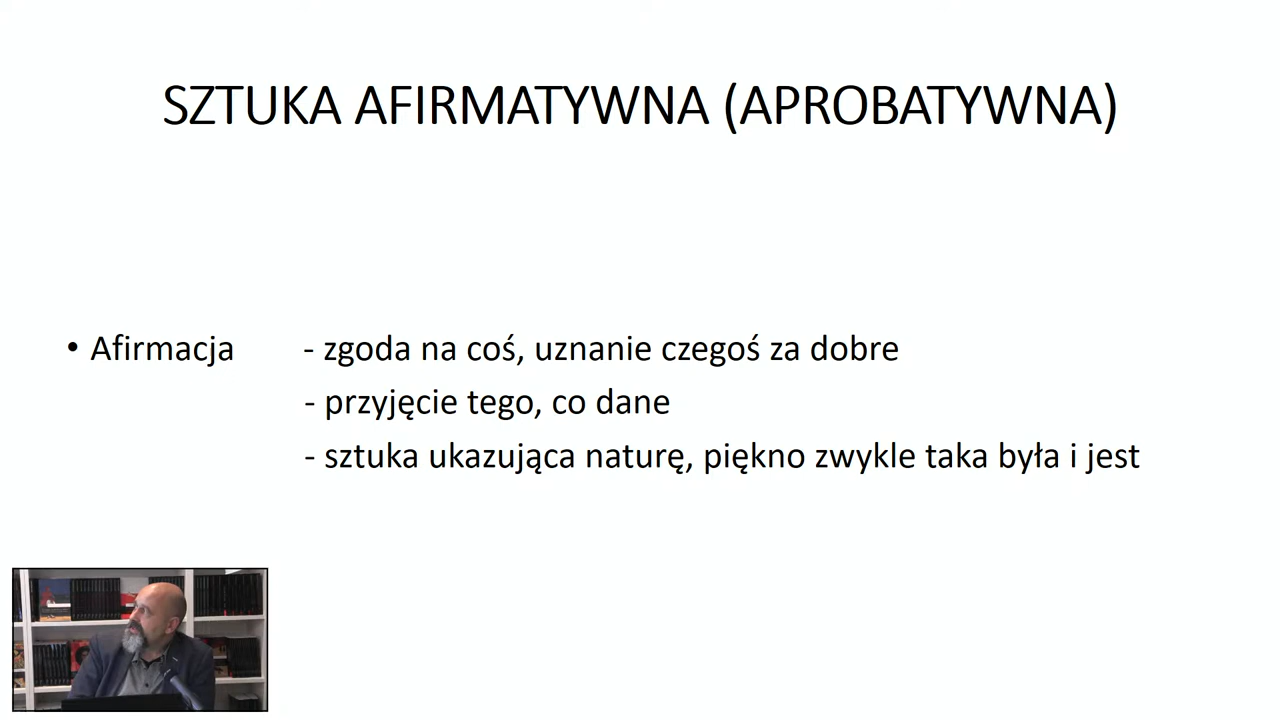 SZTUKA AFIRMATYWNA (APROBATYWNA)
• Afirmacja - zgoda na coś, uznanie czegoś za dobre
- przyjęcie tego, co dane
- sztuka ukazująca naturę, piękno zwykle taka była i jest